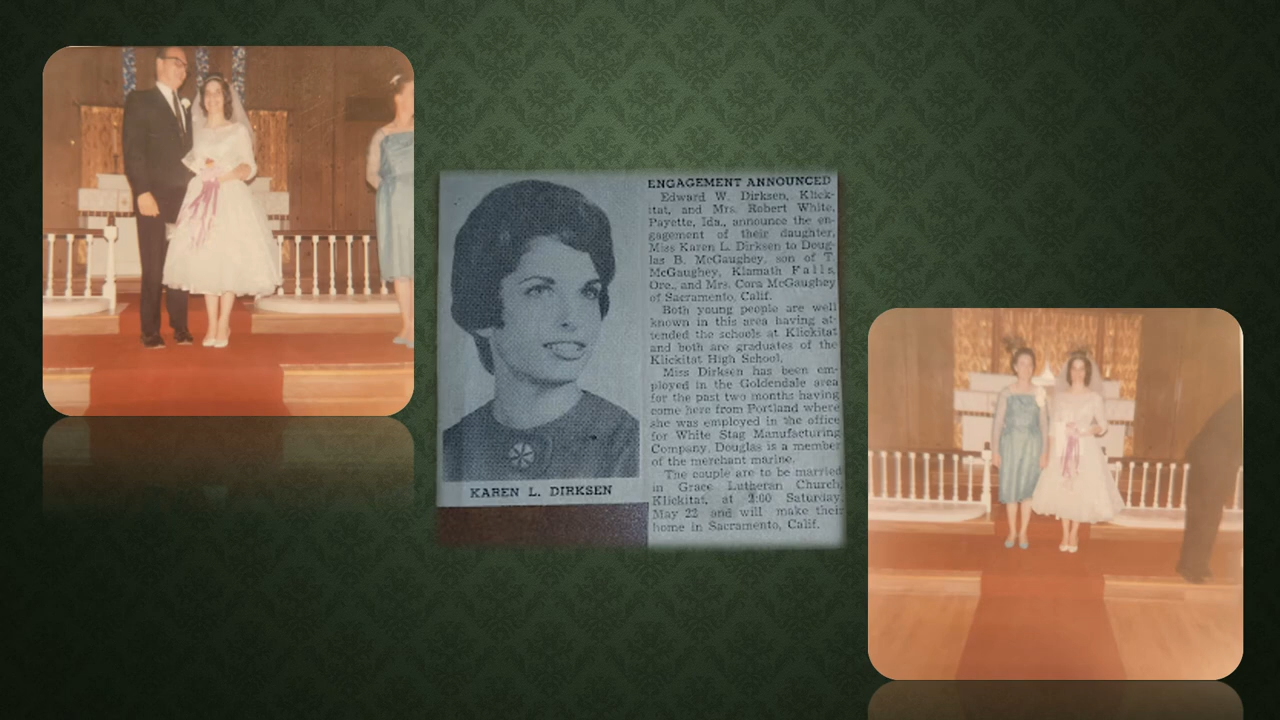 ENGAGEMENT ANNOUNCED
Edward W. Dirksen, Klick-
itat, and Mrs. Robert White,
Payette, Ida., announce the en-
gagement of their daughter,
Miss Karen L. Dirksen to Doug-
las B. McGaughey, son of T.
McGaughey, Klamath Falls,
Ore., and Mrs. Cora McGaughey
of Sacramento, Calif.
Both young people are well
known in this area having at-
tended the schools at Klickitat
and both are graduates of the
Klickitat High School.
Miss Dirksen has been em-
ployed in the Goldendale area
for the past two months having
come here from Portland where
she was employed in the office
for White Stag Manufacturing
Company. Douglas is a member
of the merchant marine.
The couple are to be married
in Grace Lutheran Church,
Klickitat, at 2:00 Saturday,
May 22 and will make their
home in Sacramento, Calif.
KAREN L. DIRKSEN